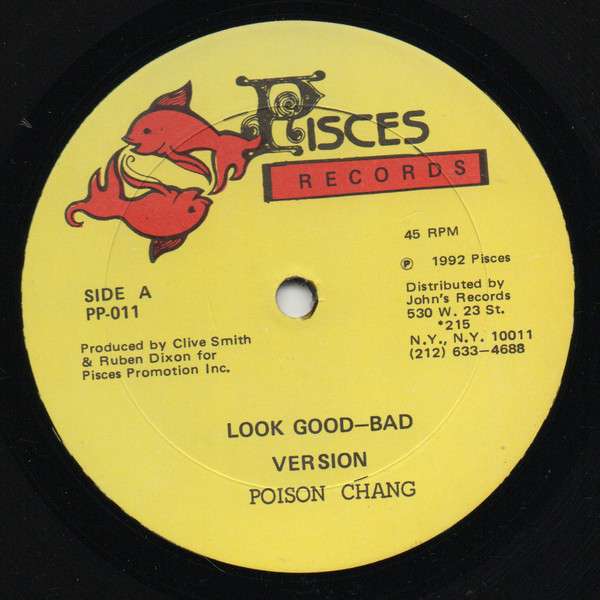 PISCES
RECORDS
45 RPM
℗ 1992 Pisces
SIDE A
PP-011
Distributed by
John's Records
530 W. 23 St.
*215
N.Y., N.Y. 10011
(212) 633-4688
Produced by Clive Smith
& Ruben Dixon for
Pisces Promotion Inc.
LOOK GOOD-BAD
VERSION
POISON CHANG